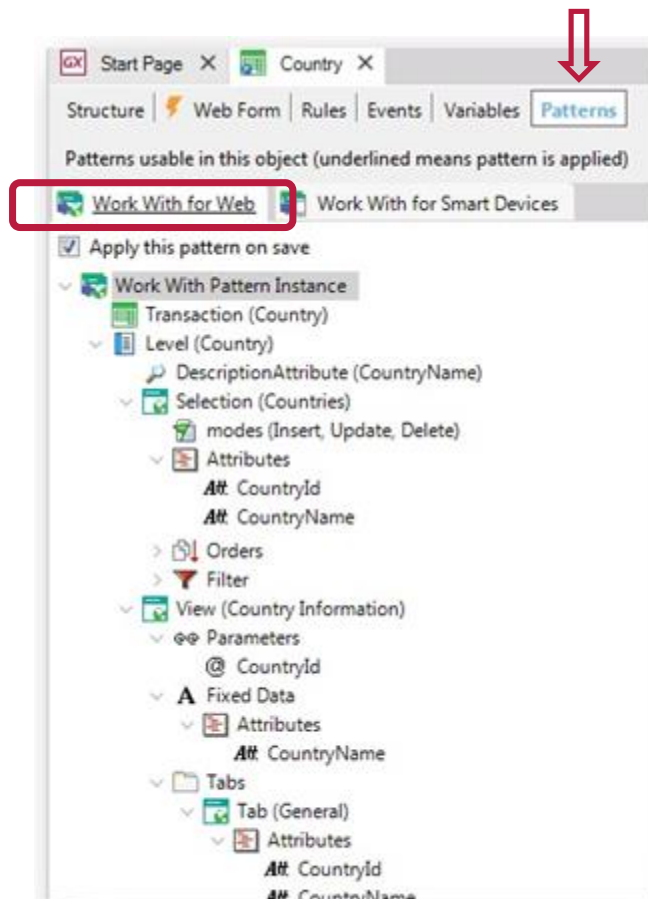 GX Start Page X Country X
Structure Web Form Rules Events Variables Patterns
Patterns usable in this object (underlined means pattern is applied)
Work With for Web Work With for Smart Devices
Apply this pattern on save
Work With Pattern Instance
Transaction (Country)
Level (Country)
DescriptionAttribute (CountryName)
Selection (Countries)
modes (Insert, Update, Delete)
Attributes
Att CountryId
Att CountryName
Orders
Filter
View (Country Information)
Parameters
@ CountryId
A Fixed Data
Attributes
Att CountryName
Tabs
Tab (General)
Attributes
Att CountryId
Att CountryName